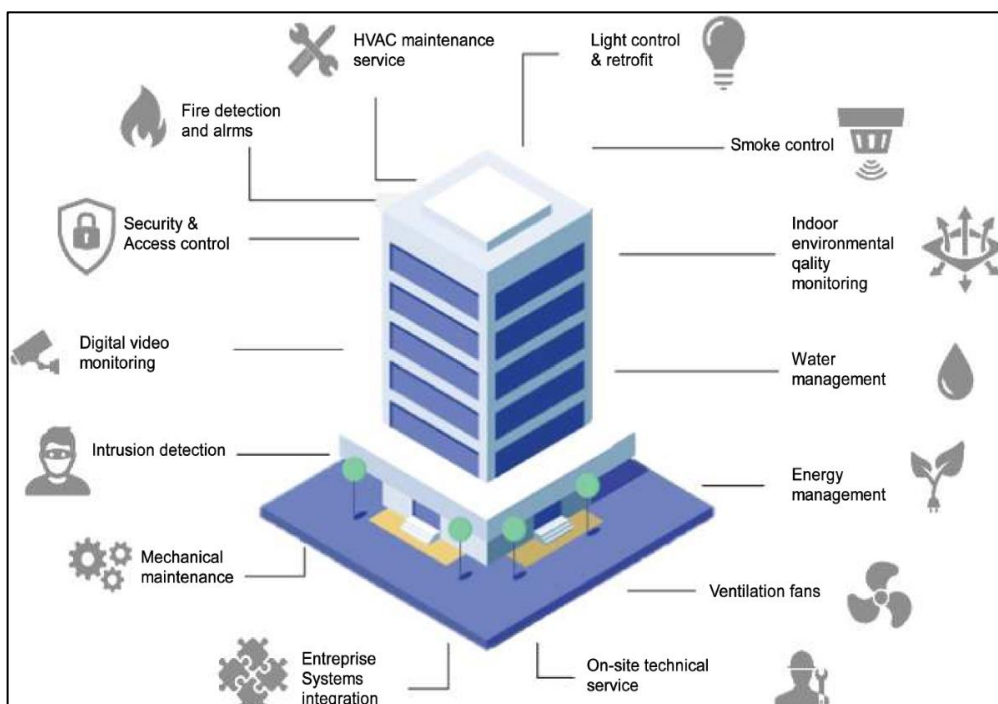 HVAC maintenance
service
Light control
& retrofit
Fire detection
and alrms
Smoke control
Security &
Access control
Indoor
environmental
qality
monitoring
Digital video
monitoring
Water
management
Intrusion detection
Energy
management
Mechanical
maintenance
Ventilation fans
Entreprise
Systems
integration
On-site technical
service